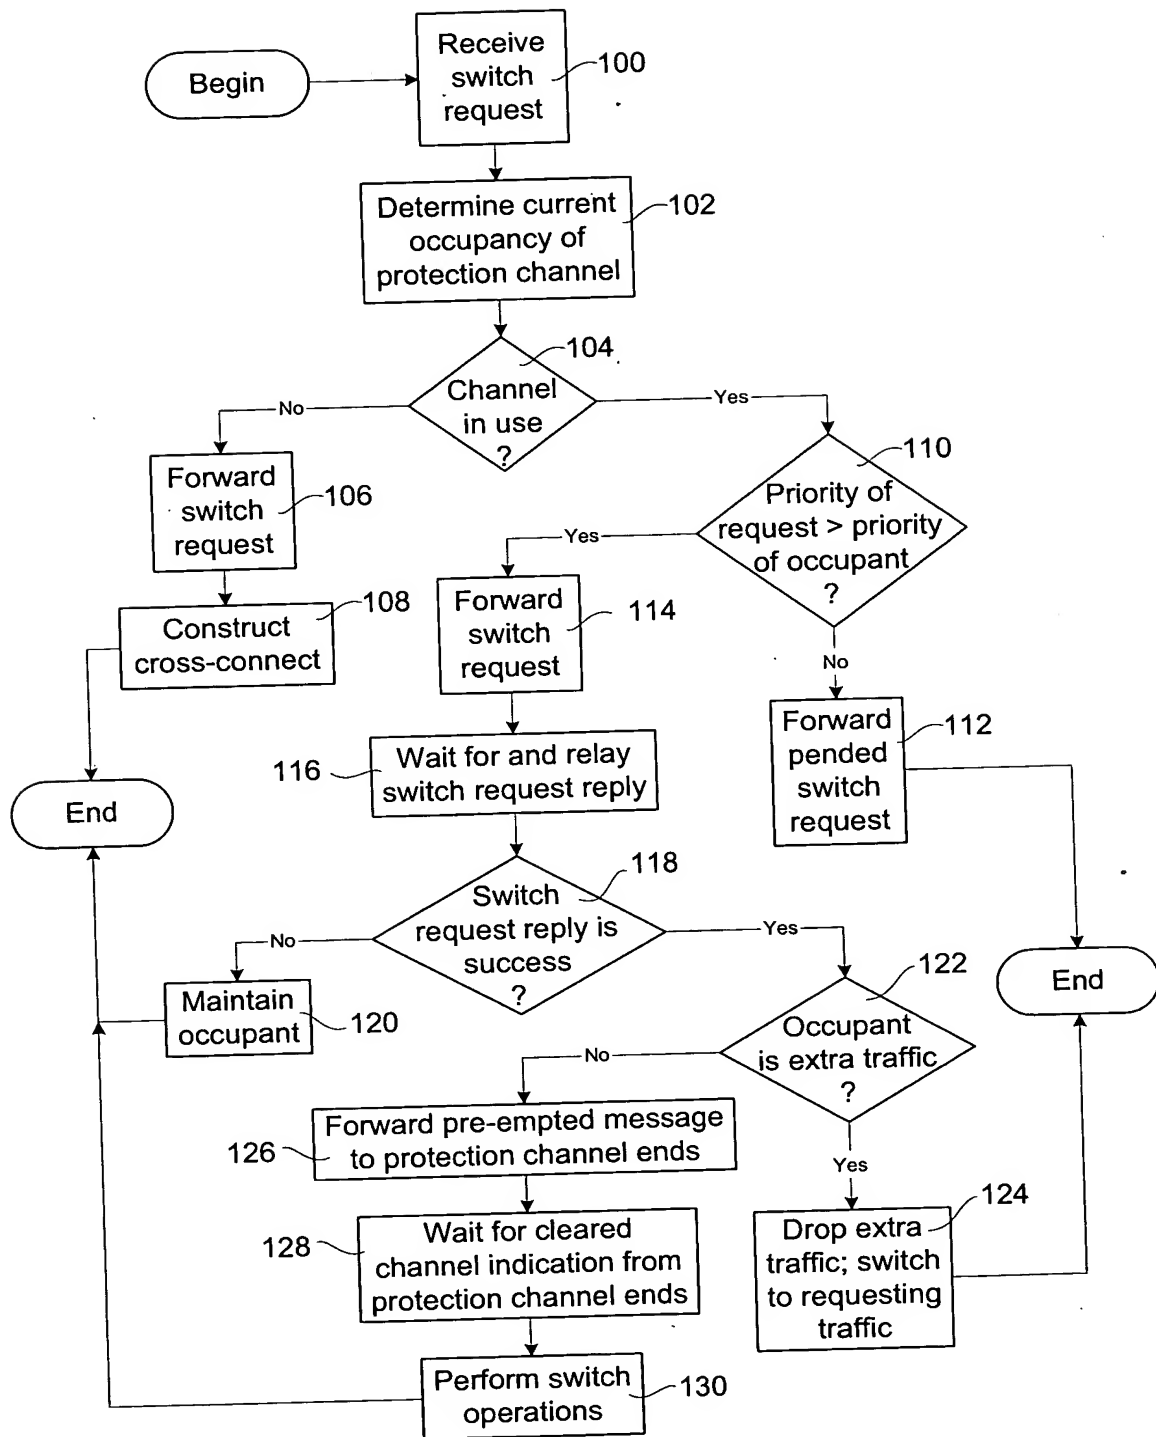 Begin
Receive
switch
request
100
Determine current
occupancy of
protection channel
102
104
Channel
in use
?
No
Yes
Forward
switch
request
106
110
Priority of
request > priority
of occupant
?
Yes
No
Construct
cross-connect
108
Forward
switch
request
114
Forward
pended
switch
request
112
116
Wait for and relay
switch request reply
End
118
Switch
request reply is
success
?
No
Yes
Maintain
occupant
120
122
Occupant
is extra traffic
?
No
Yes
End
126
Forward pre-empted message
to protection channel ends
124
Drop extra
traffic; switch
to requesting
traffic
128
Wait for cleared
channel indication from
protection channel ends
Perform switch
operations
130